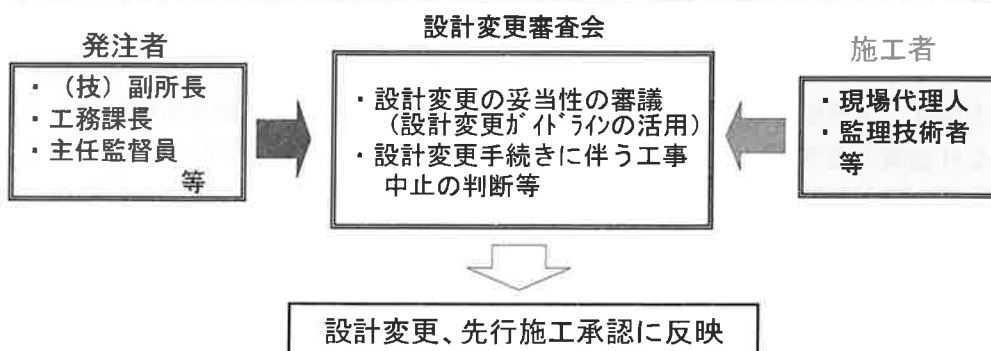 設計変更審査会
発注者
・（技）副所長
・工務課長
・主任監督員
等
・設計変更の妥当性の審議
（設計変更ｶﾞｲﾄﾞﾗｲﾝの活用）
・設計変更手続きに伴う工事
中止の判断等
施工者
・現場代理人
・監理技術者
等
設計変更、先行施工承認に反映